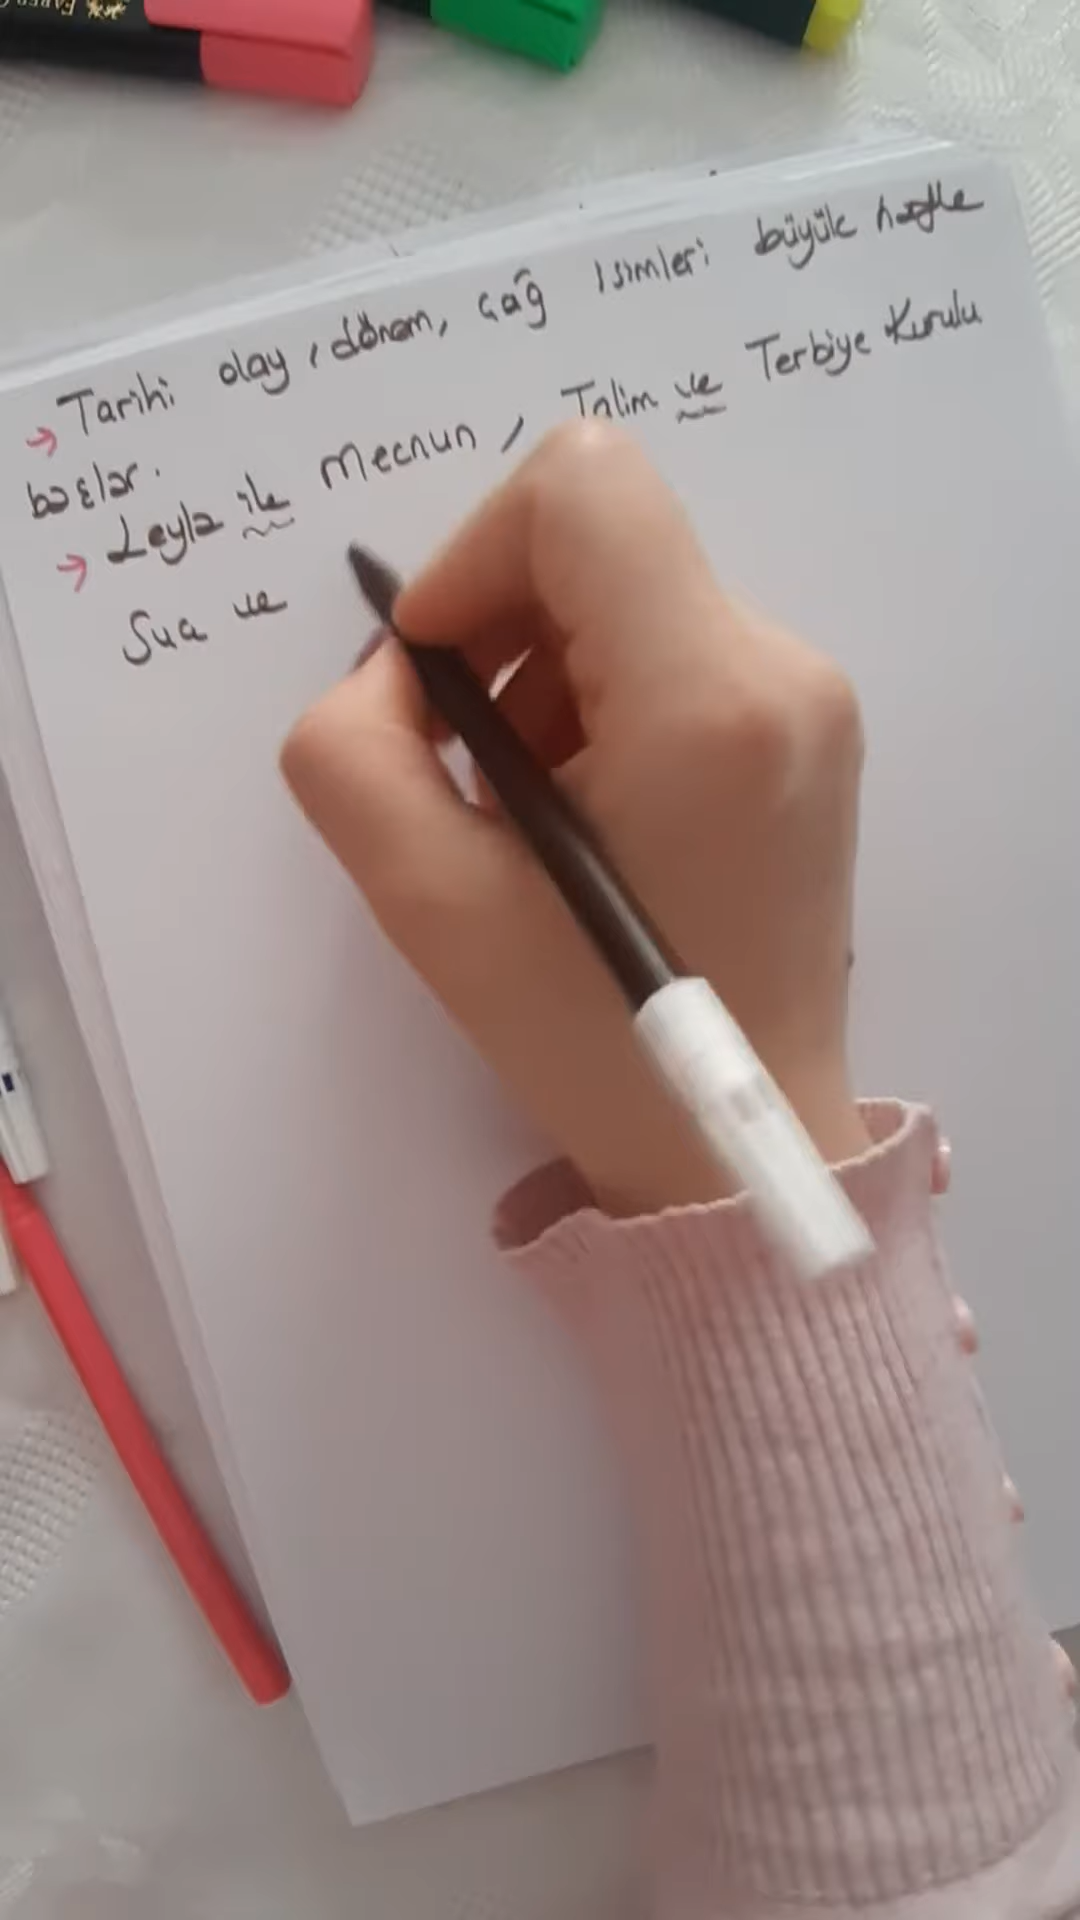 → Tarihi olay, dönem, çağ isimleri büyük harfle
başlar.
→ Leyla ile Mecnun, Talim ve Terbiye Kurulu
Sua ve